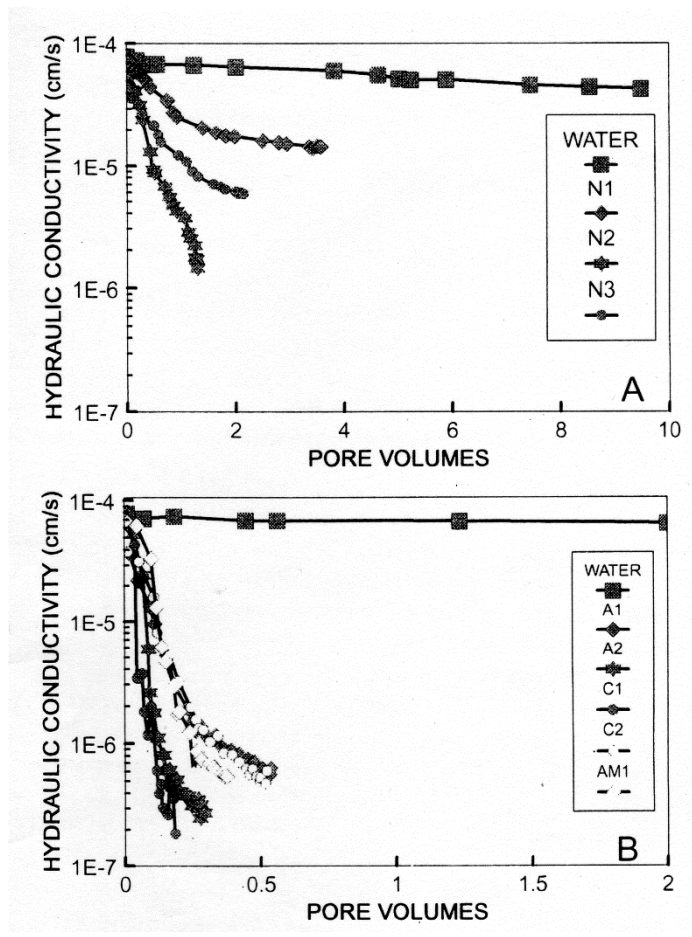 HYDRAULIC CONDUCTIVITY (cm/s)
1E-4
1E-5
1E-6
1E-7
0
2
4
6
8
10
PORE VOLUMES
WATER
N1
N2
N3
A
HYDRAULIC CONDUCTIVITY (cm/s)
1E-4
1E-5
1E-6
1E-7
0
0.5
1
1.5
2
PORE VOLUMES
WATER
A1
A2
C1
C2
AM1
B